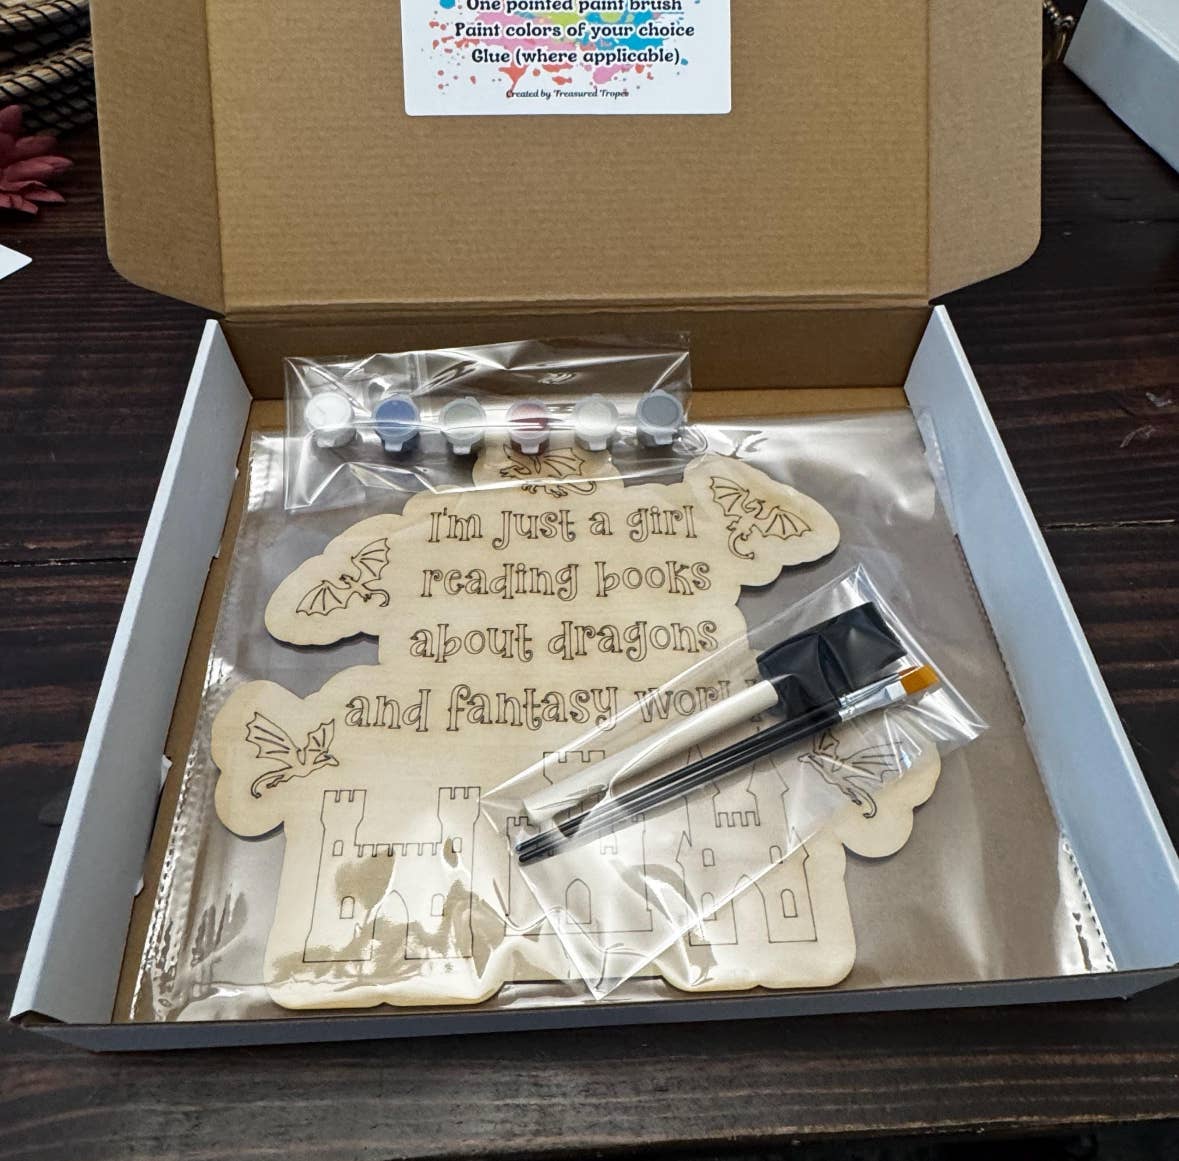 One pointed paint brush
Paint colors of your choice
Glue (where applicable)
Created by Treasured Tropes
I'm just a girl
reading books
about dragons
and fantasy